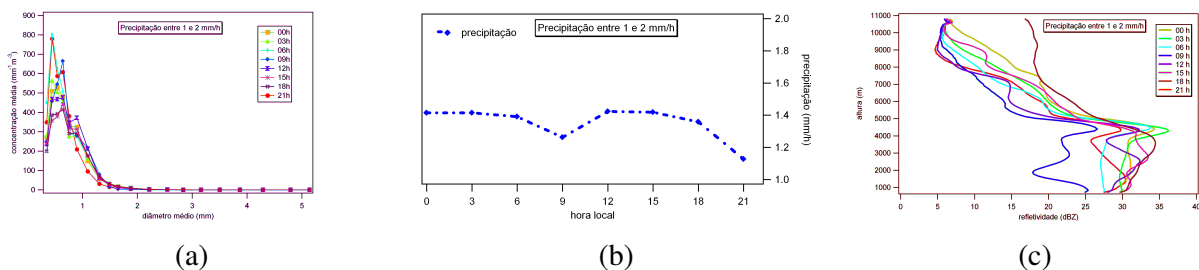 Precipitação entre 1 e 2 mm/h
concentração média (mm⁻¹ m⁻³)
900
800
700
600
500
400
300
200
100
0
00h
03h
06h
09h
12h
15h
18h
21h
1
2
3
4
5
diâmetro médio (mm)
(a)
precipitação
Precipitação entre 1 e 2 mm/h
2.0
1.8
1.6
1.4
1.2
1.0
precipitação (mm/h)
0
3
6
9
12
15
18
21
hora local
(b)
Precipitação entre 1 e 2 mm/h
altura (m)
11000
10000
9000
8000
7000
6000
5000
4000
3000
2000
1000
00 h
03 h
06 h
09 h
12 h
15 h
18 h
21 h
0
5
10
15
20
25
30
35
40
refletividade (dBZ)
(c)